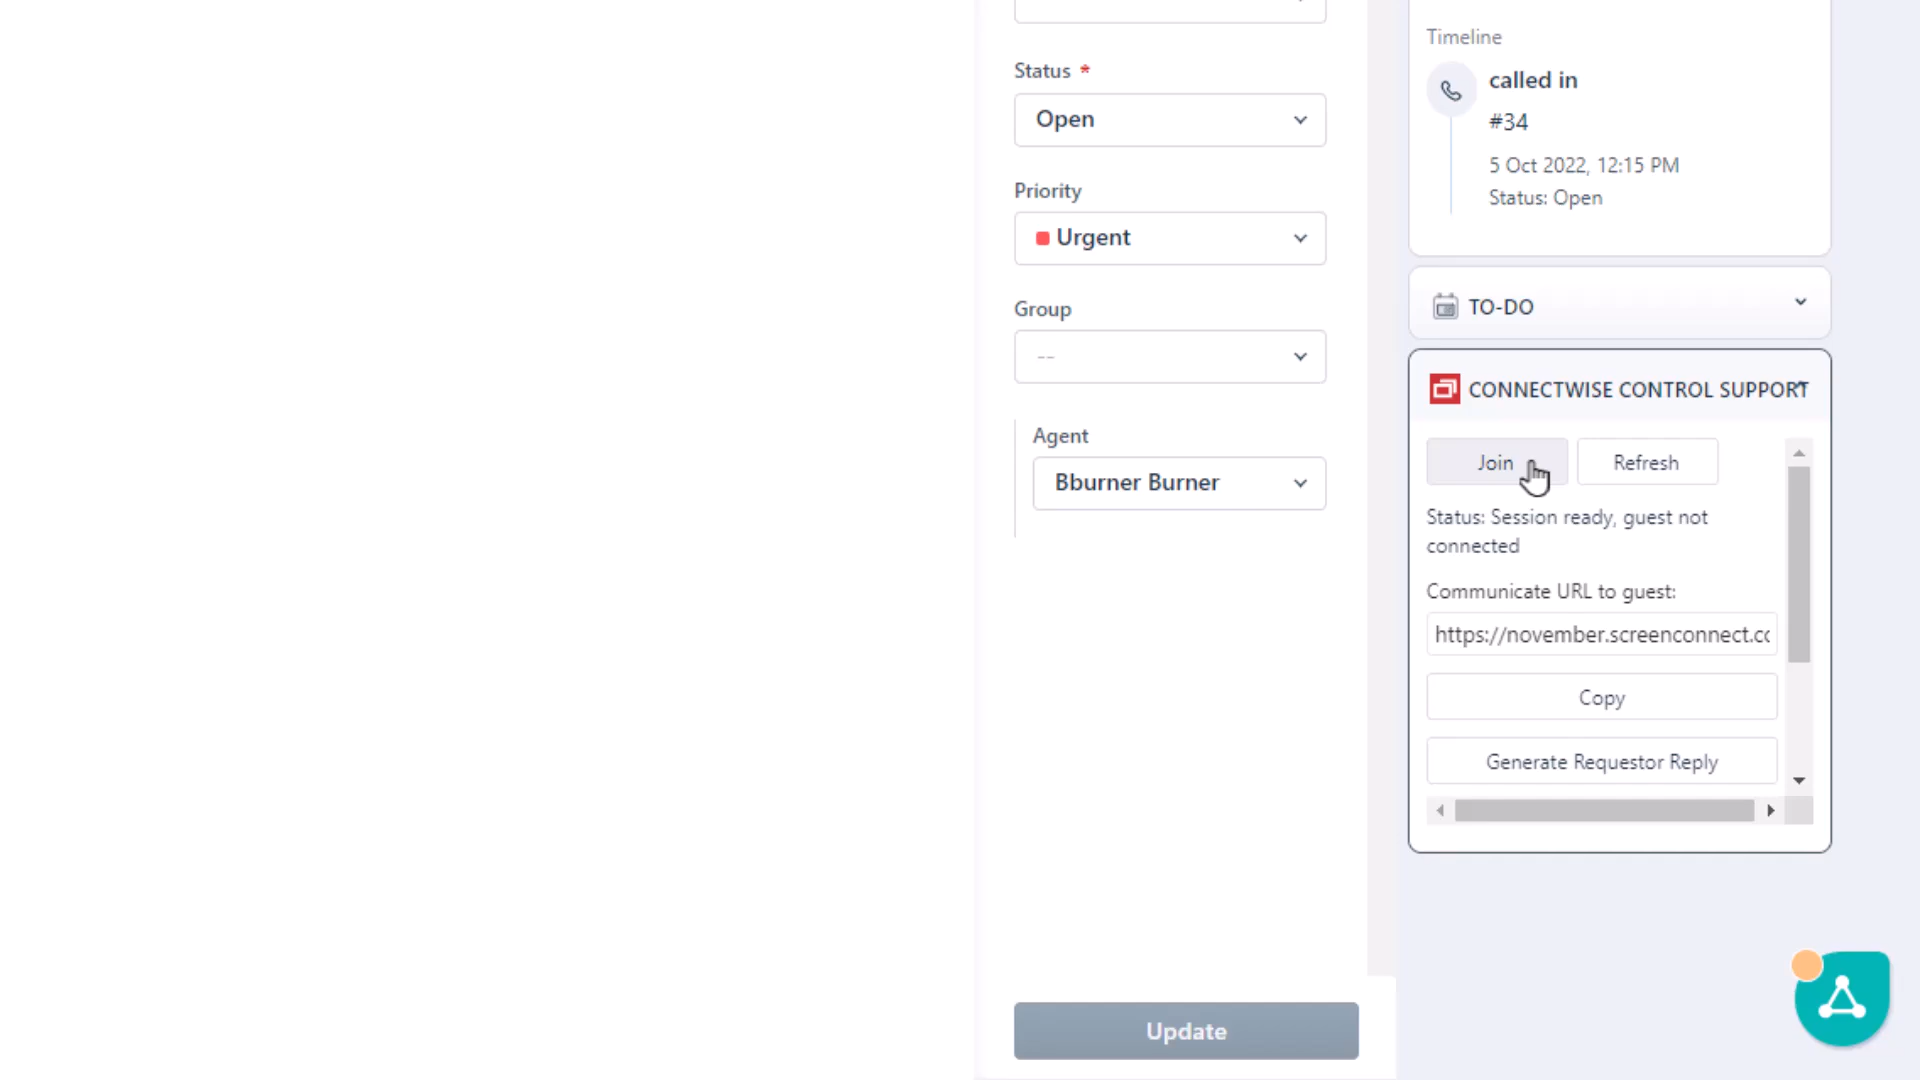 Status *
Open
Priority
Urgent
Group
--
Agent
Bburner Burner
Update
Timeline
called in
#34
5 Oct 2022, 12:15 PM
Status: Open
TO-DO
CONNECTWISE CONTROL SUPPORT
Join
Refresh
Status: Session ready, guest not
connected
Communicate URL to guest:
https://november.screenconnect.cc
Copy
Generate Requestor Reply